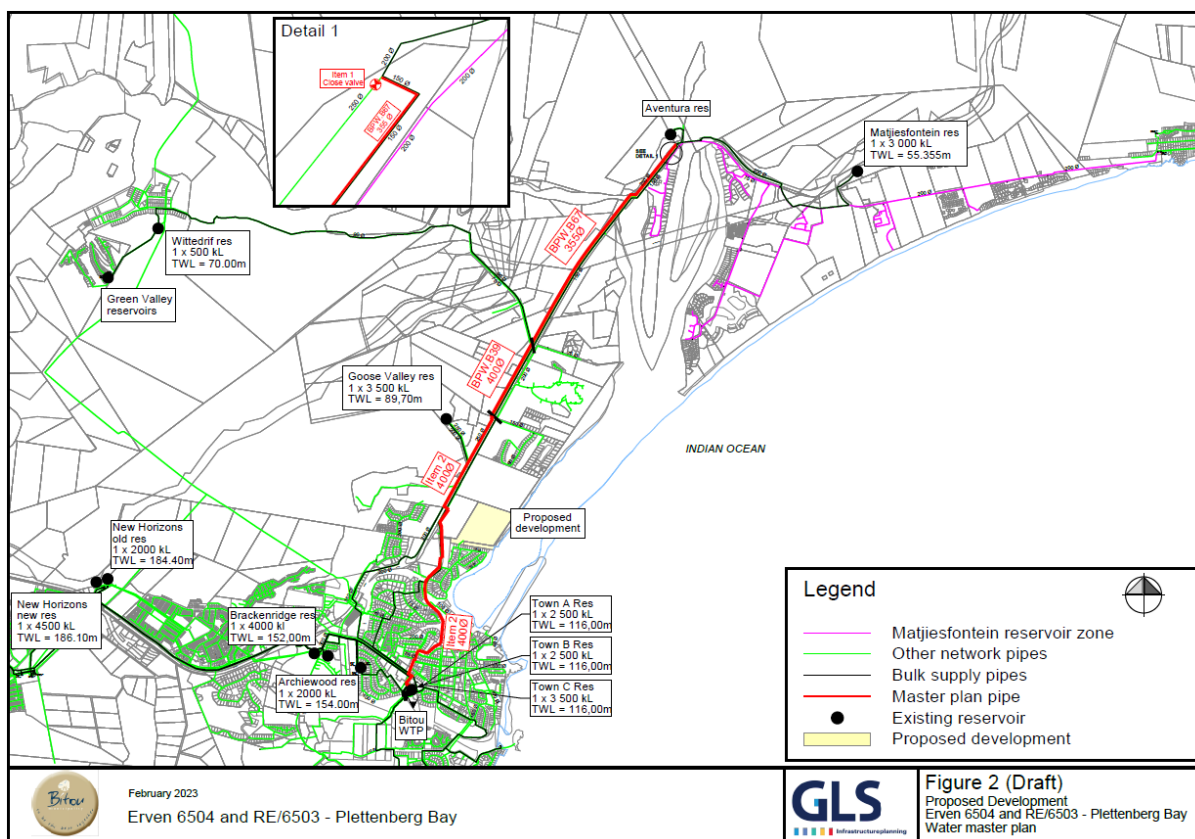 Detail 1
200 Ø
Item 1
Close valve
150 Ø
250 Ø
200 Ø
BPW B67
355 Ø
150 Ø
200 Ø
Aventura res
SEE
DETAIL 1
Matjiesfontein res
1 x 3 000 kL
TWL = 55.355m
Wittedrif res
1 x 500 kL
TWL = 70.00m
Green Valley
reservoirs
BPW B67
355Ø
BPW B39
400Ø
Goose Valley res
1 x 3 500 kL
TWL = 89,70m
INDIAN OCEAN
Item 2
400Ø
Proposed
development
New Horizons
old res
1 x 2000 kL
TWL = 184.40m
New Horizons
new res
1 x 4500 kL
TWL = 186.10m
Brackenridge res
1 x 4000 kl
TWL = 152,00m
Archiewood res
1 x 2000 kL
TWL = 154.00m
Item 2
400Ø
Town A Res
1 x 2 500 kL
TWL = 116,00m
Town B Res
1 x 2 500 kL
TWL = 116,00m
Town C Res
1 x 3 500 kL
TWL = 116,00m
Bitou
WTP
Legend
Matjiesfontein reservoir zone
Other network pipes
Bulk supply pipes
Master plan pipe
Existing reservoir
Proposed development
Bitou
February 2023
Erven 6504 and RE/6503 - Plettenberg Bay
GLS
Infrastructureplanning
Figure 2 (Draft)
Proposed Development
Erven 6504 and RE/6503 - Plettenberg Bay
Water master plan